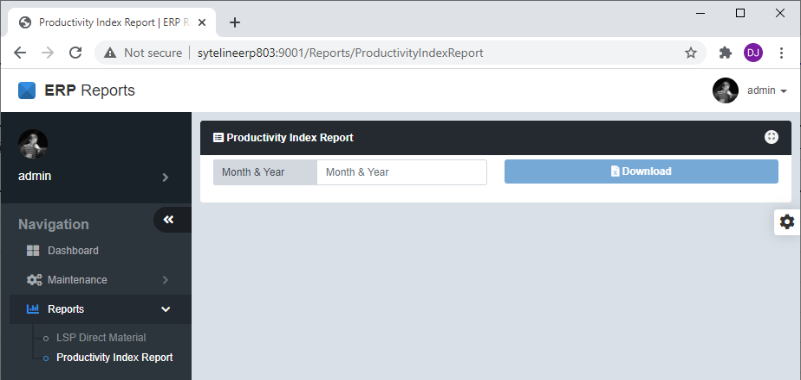 Productivity Index Report | ERP R
Not secure | sytelineerp803:9001/Reports/ProductivityIndexReport
DJ
ERP Reports
admin
admin
Productivity Index Report
Month & Year
Month & Year
Download
Navigation
Dashboard
Maintenance
Reports
LSP Direct Material
Productivity Index Report